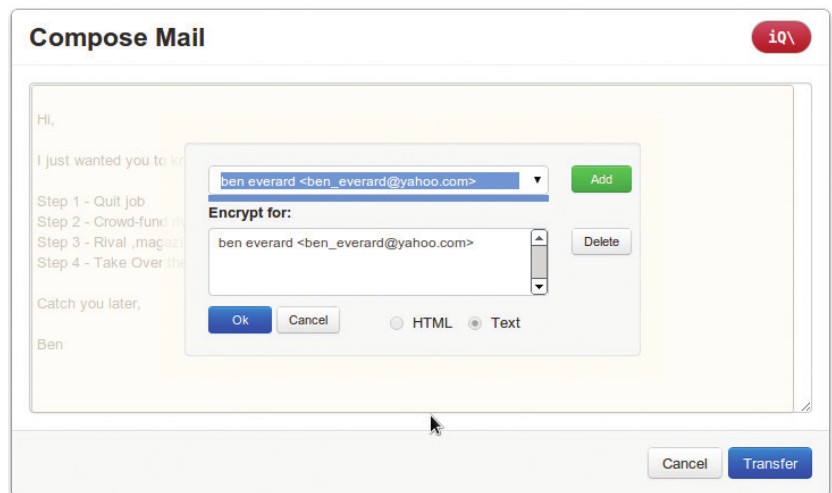 Compose Mail
iQ\
Hi,
I just wanted you to
Step 1 - Quit job
Step 2 - Crowd-fund
Step 3 - Rival ,magaz
Step 4 - Take Over the
Catch you later,
Ben
ben everard <ben_everard@yahoo.com>
Add
Encrypt for:
ben everard <ben_everard@yahoo.com>
Delete
Ok
Cancel
HTML
Text
Cancel
Transfer